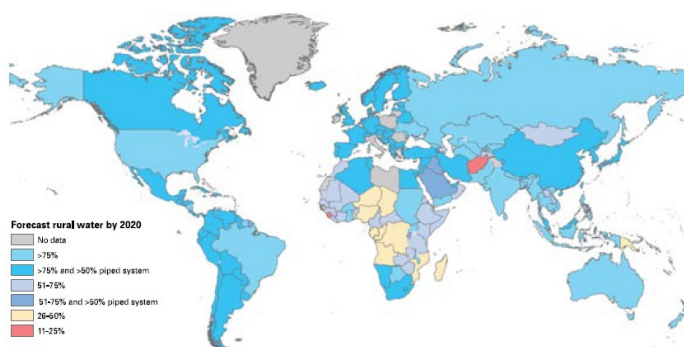 Forecast rural water by 2020
No data
>75%
>75% and >50% piped system
51-75%
51-75% and >50% piped system
26-50%
11-25%